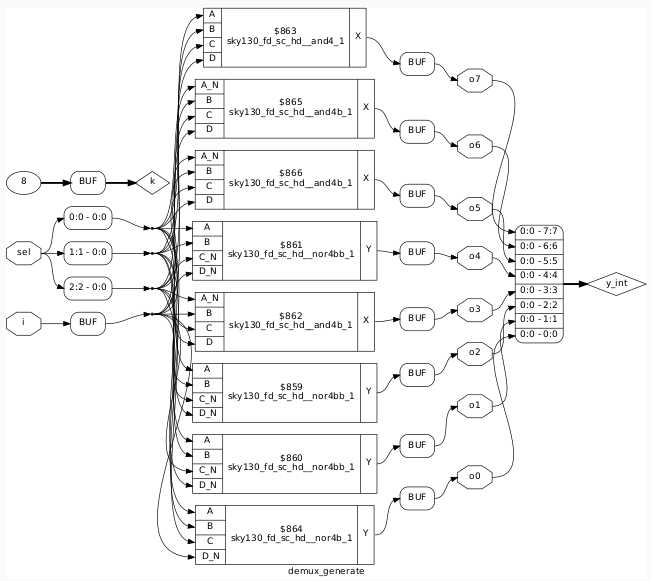 A
B
C
D
$863
sky130_fd_sc_hd__and4_1
X
BUF
o7
A_N
B
C
D
$865
sky130_fd_sc_hd__and4b_1
X
BUF
o6
A_N
B
C
D
$866
sky130_fd_sc_hd__and4b_1
X
BUF
o5
8
BUF
k
sel
0:0 - 0:0
1:1 - 0:0
2:2 - 0:0
i
BUF
A
B
C_N
D_N
$861
sky130_fd_sc_hd__nor4bb_1
Y
BUF
o4
A_N
B
C
D
$862
sky130_fd_sc_hd__and4b_1
X
BUF
o3
A
B
C_N
D_N
$859
sky130_fd_sc_hd__nor4bb_1
Y
BUF
o2
A
B
C_N
D_N
$860
sky130_fd_sc_hd__nor4bb_1
Y
BUF
o1
A
B
C
D_N
$864
sky130_fd_sc_hd__nor4b_1
Y
BUF
o0
0:0 - 7:7
0:0 - 6:6
0:0 - 5:5
0:0 - 4:4
0:0 - 3:3
0:0 - 2:2
0:0 - 1:1
0:0 - 0:0
y_int
demux_generate